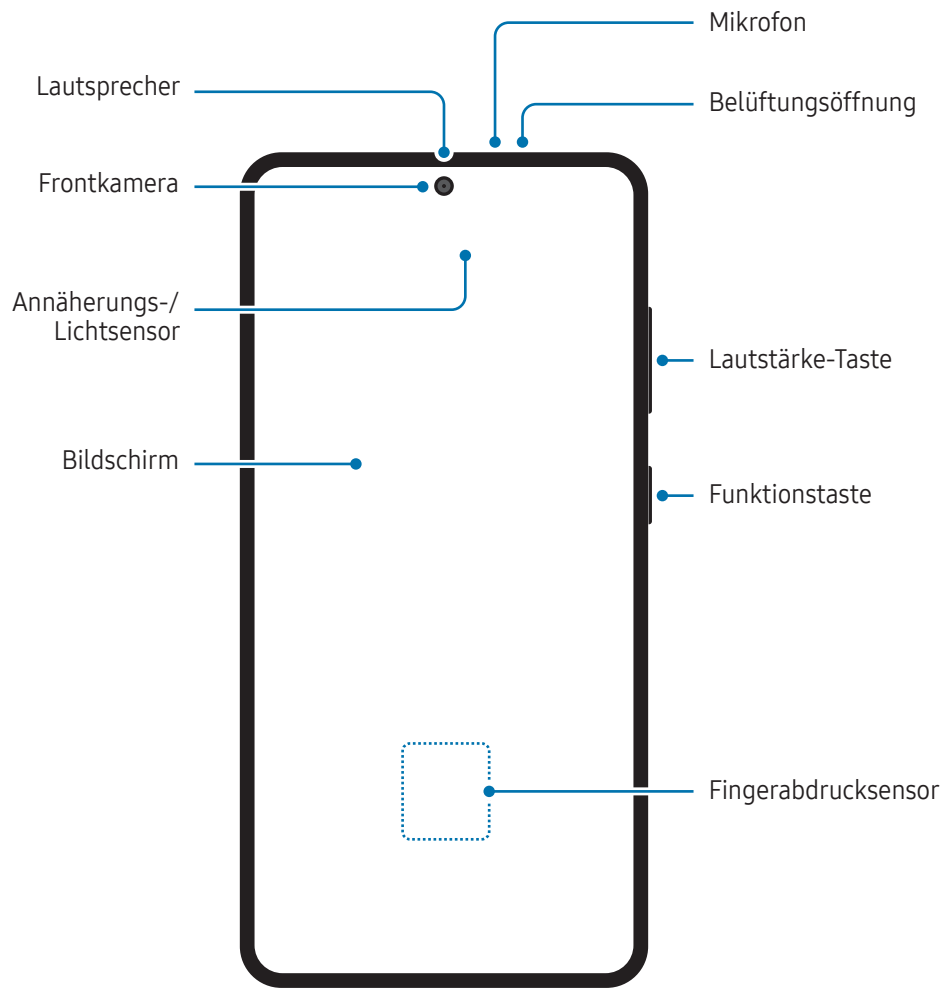 Mikrofon
Lautsprecher
Belüftungsöffnung
Frontkamera
Annäherungs-/
Lichtsensor
Lautstärke-Taste
Bildschirm
Funktionstaste
Fingerabdrucksensor